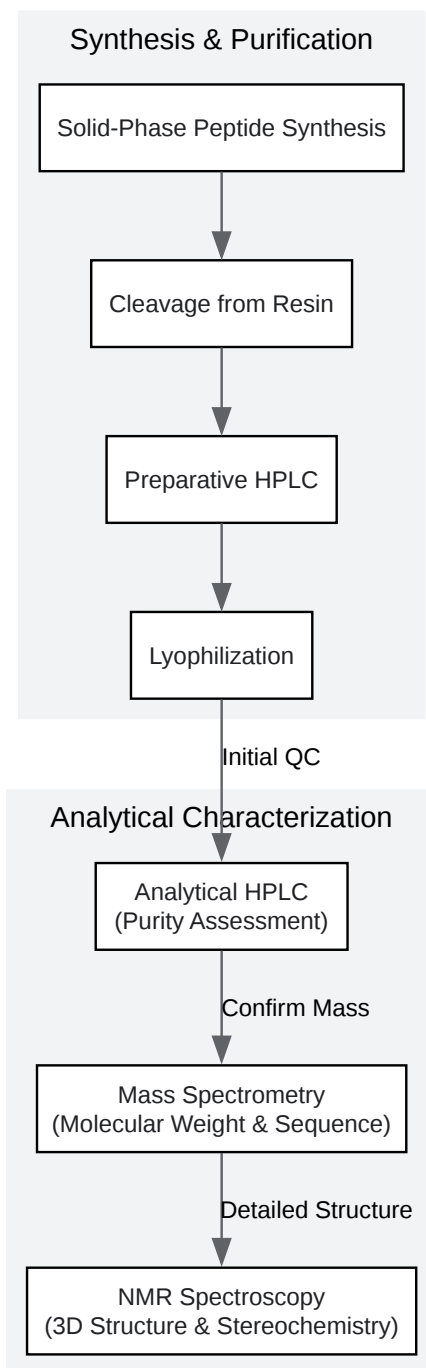 Synthesis & Purification
Solid-Phase Peptide Synthesis
Cleavage from Resin
Preparative HPLC
Lyophilization
Initial QC
Analytical Characterization
Analytical HPLC
(Purity Assessment)
Confirm Mass
Mass Spectrometry
(Molecular Weight & Sequence)
Detailed Structure
NMR Spectroscopy
(3D Structure & Stereochemistry)